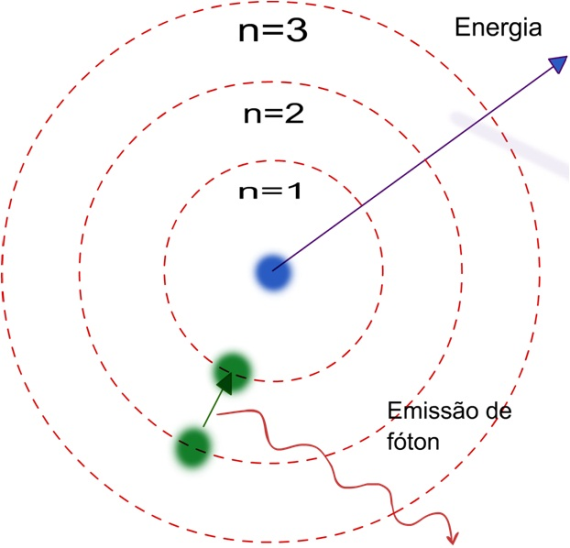 n=3
Energia
n=2
n=1
Emissão de
fóton